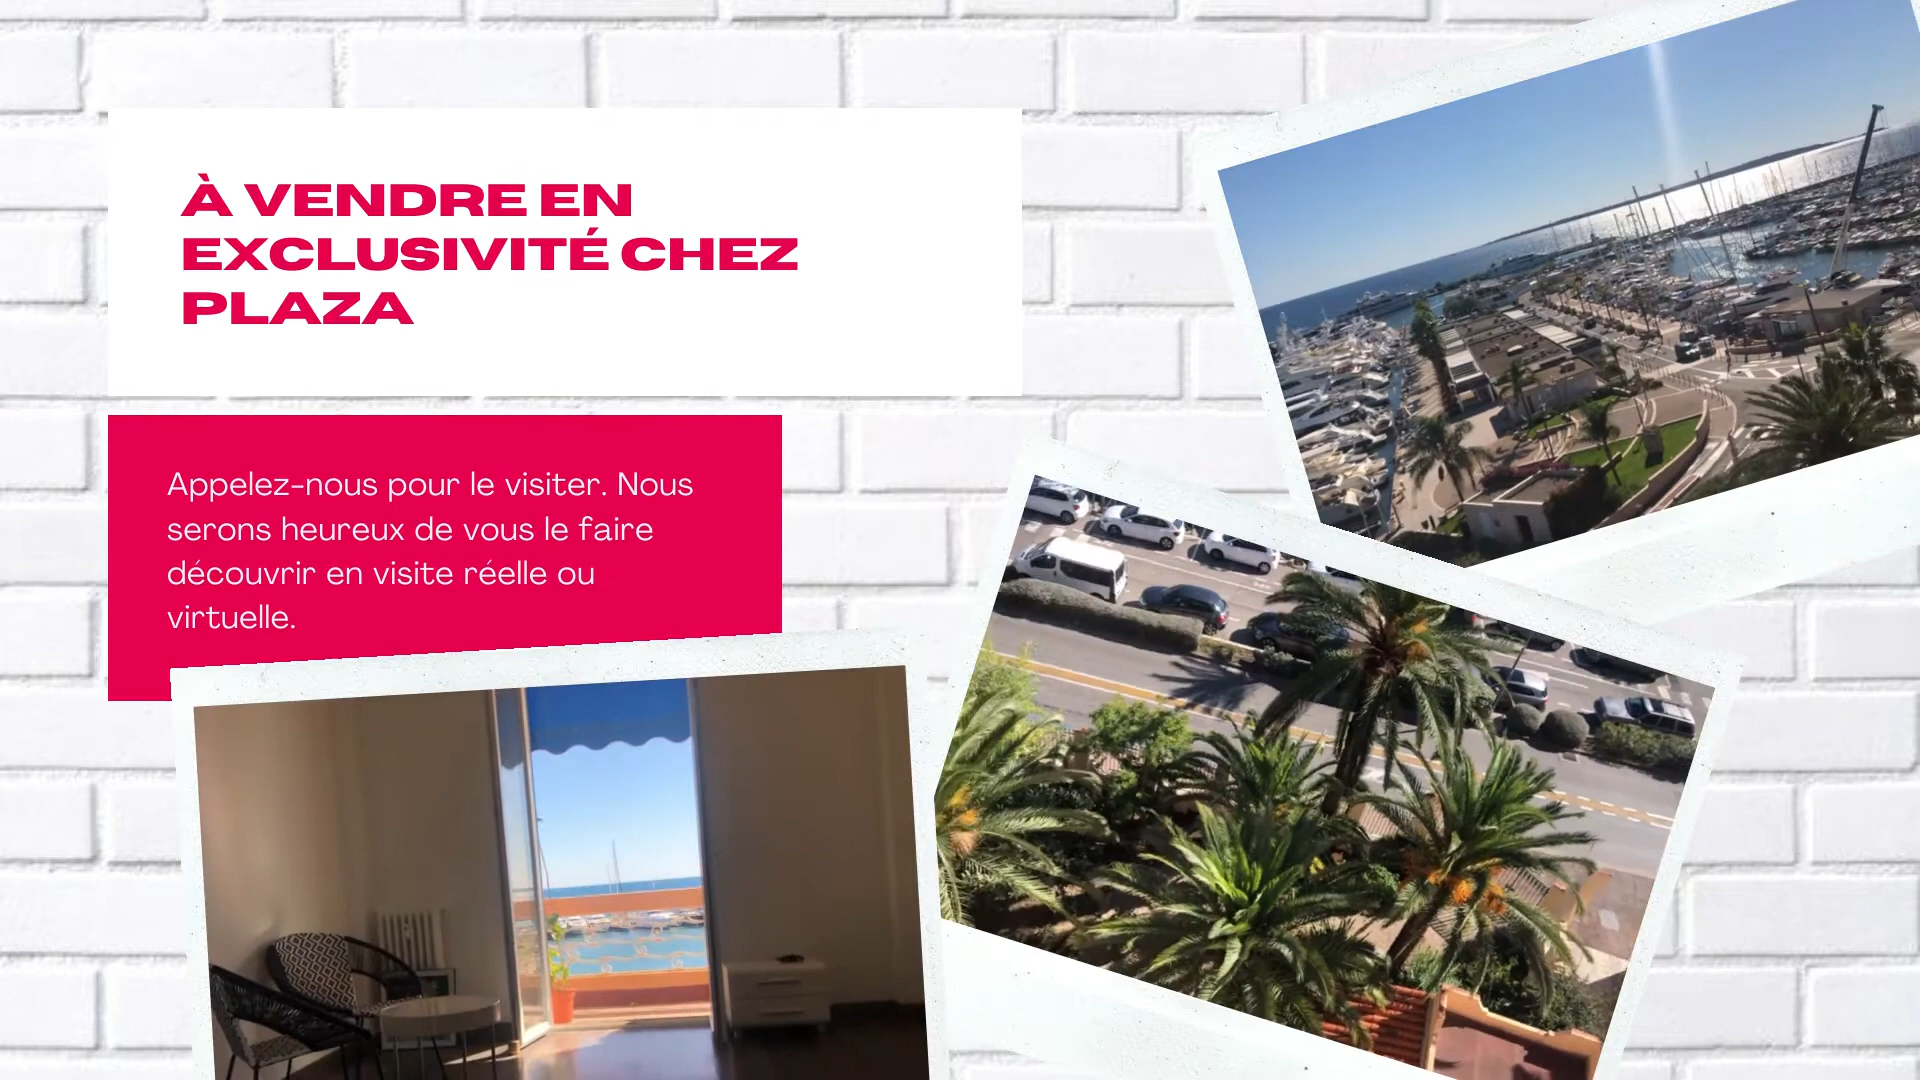 À VENDRE EN
EXCLUSIVITÉ CHEZ
PLAZA
Appelez-nous pour le visiter. Nous
serons heureux de vous le faire
découvrir en visite réelle ou
virtuelle.